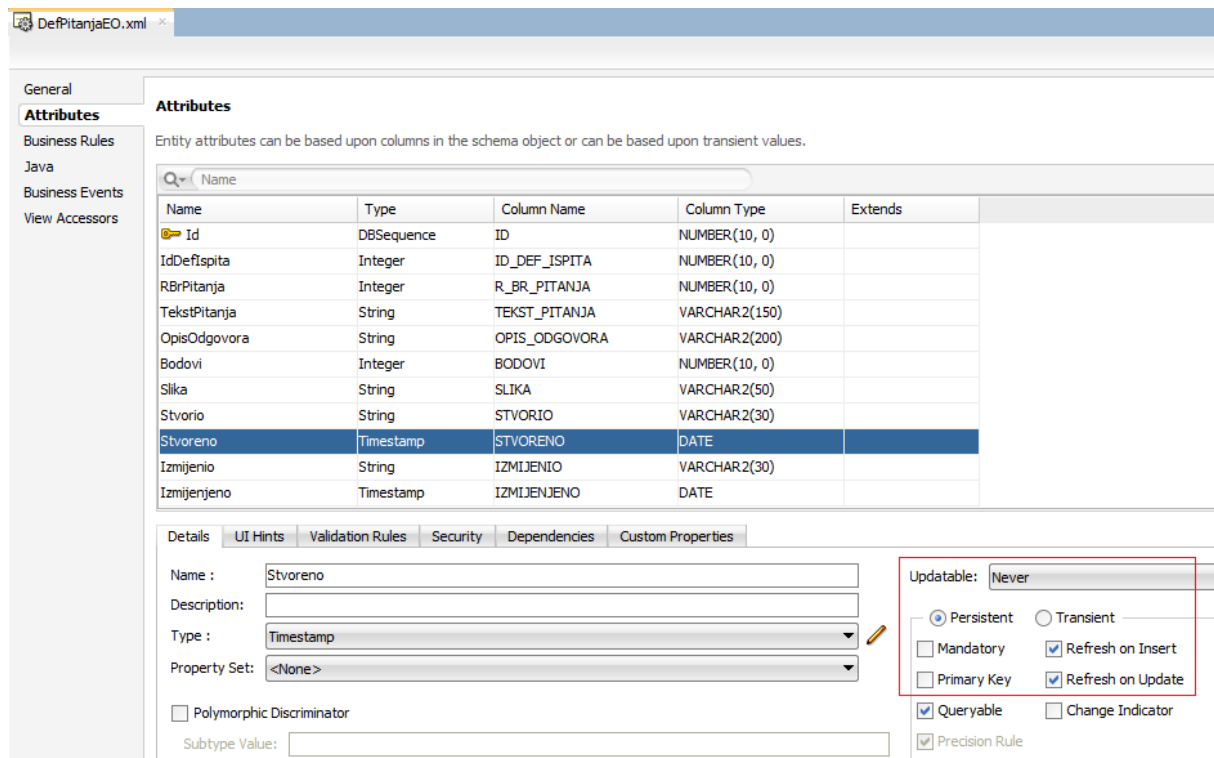 DefPitanjaEO.xml
General
Attributes
Business Rules
Java
Business Events
View Accessors
Attributes
Entity attributes can be based upon columns in the schema object or can be based upon transient values.
Name
Name Type Column Name Column Type Extends
Id DBSequence ID NUMBER(10, 0)
IdDefIspita Integer ID_DEF_ISPITA NUMBER(10, 0)
RBrPitanja Integer R_BR_PITANJA NUMBER(10, 0)
TekstPitanja String TEKST_PITANJA VARCHAR2(150)
OpisOdgovora String OPIS_ODGOVORA VARCHAR2(200)
Bodovi Integer BODOVI NUMBER(10, 0)
Slika String SLIKA VARCHAR2(50)
Stvorio String STVORIO VARCHAR2(30)
Stvoreno Timestamp STVORENO DATE
Izmijenio String IZMIJENIO VARCHAR2(30)
Izmijenjeno Timestamp IZMIJENJENO DATE
Details UI Hints Validation Rules Security Dependencies Custom Properties
Name : Stvoreno
Description:
Type : Timestamp
Property Set: <None>
Polymorphic Discriminator
Subtype Value:
Updatable: Never
Persistent Transient
Mandatory Refresh on Insert
Primary Key Refresh on Update
Queryable Change Indicator
Precision Rule